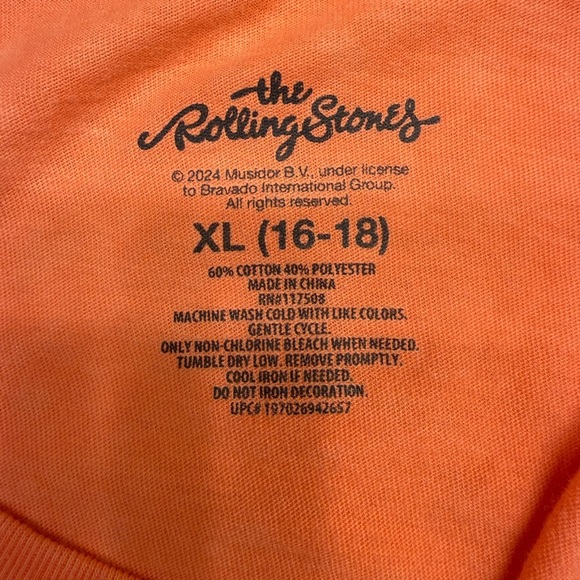 the
Rolling Stones
© 2024 Musidor B.V., under license
to Bravado International Group.
All rights reserved.
XL (16-18)
60% COTTON 40% POLYESTER
MADE IN CHINA
RN#117508
MACHINE WASH COLD WITH LIKE COLORS.
GENTLE CYCLE.
ONLY NON-CHLORINE BLEACH WHEN NEEDED.
TUMBLE DRY LOW. REMOVE PROMPTLY.
COOL IRON IF NEEDED.
DO NOT IRON DECORATION.
UPC# 197026942657